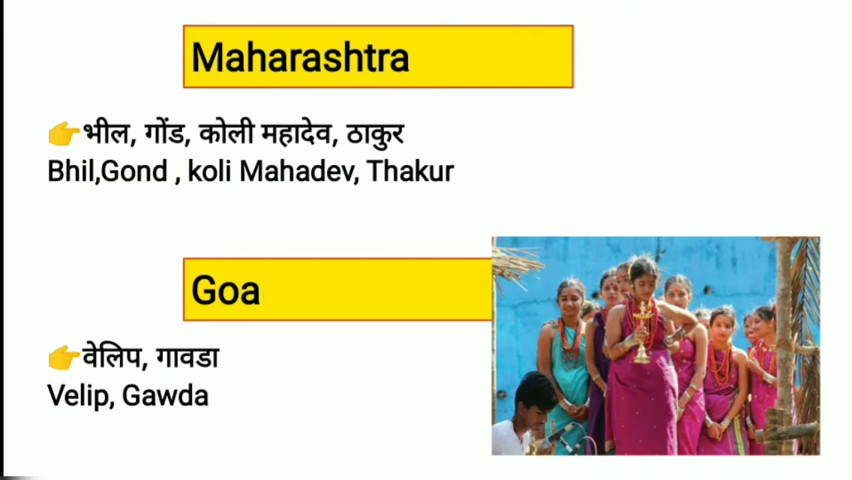 Maharashtra
👉भील, गोंड, कोली महादेव, ठाकुर
Bhil,Gond , koli Mahadev, Thakur
Goa
👉वेलिप, गावडा
Velip, Gawda